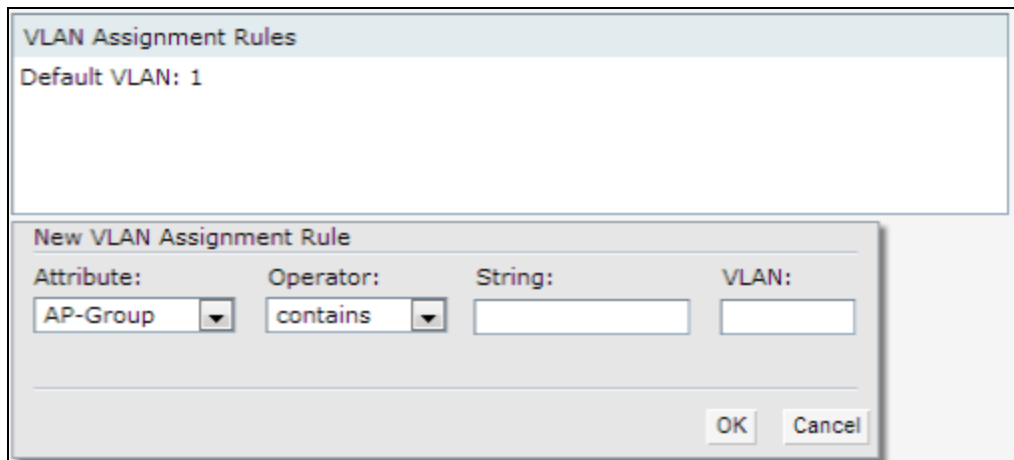 VLAN Assignment Rules
Default VLAN: 1
New VLAN Assignment Rule
Attribute: Operator: String: VLAN:
AP-Group contains
OK Cancel